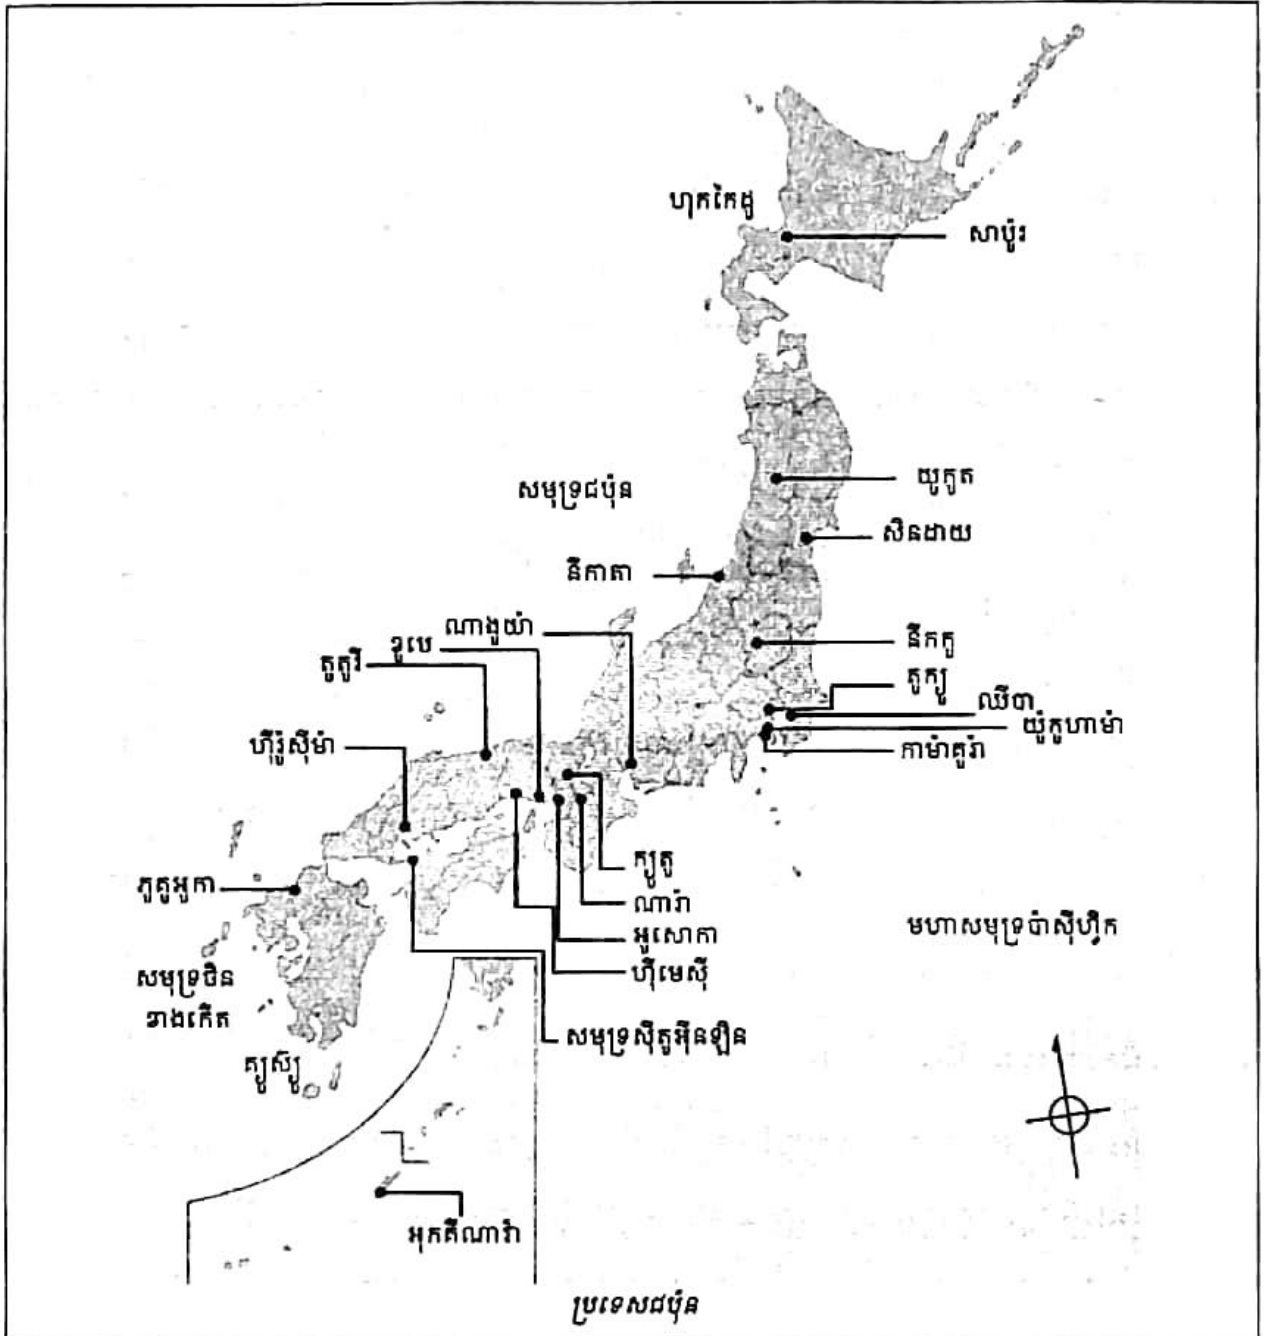 ហុកកៃដូ
សាប៉ូរ
យូកូត
សមុទ្រជប៉ុន
សិនដាយ
នីកាតា
ណាងូយ៉ា
នីកកូ
ខូបេ
តូតូរី
តូក្យូ
ឈីបា
យ៉ូកូហាម៉ា
ហ៊ីរ៉ូស៊ីម៉ា
កាម៉ាគូរ៉ា
ក្យូតូ
ភូគូអូកា
ណារ៉ា
មហាសមុទ្រប៉ាស៊ីហ្វិក
អូសោកា
ហ៊ីមេស៊ី
សមុទ្រចិន
ខាងកើត
សមុទ្រស៊ីតូអ៊ីនឡិន
គ្យូស៊្យូ
អុកគីណាវ៉ា
ប្រទេសជប៉ុន